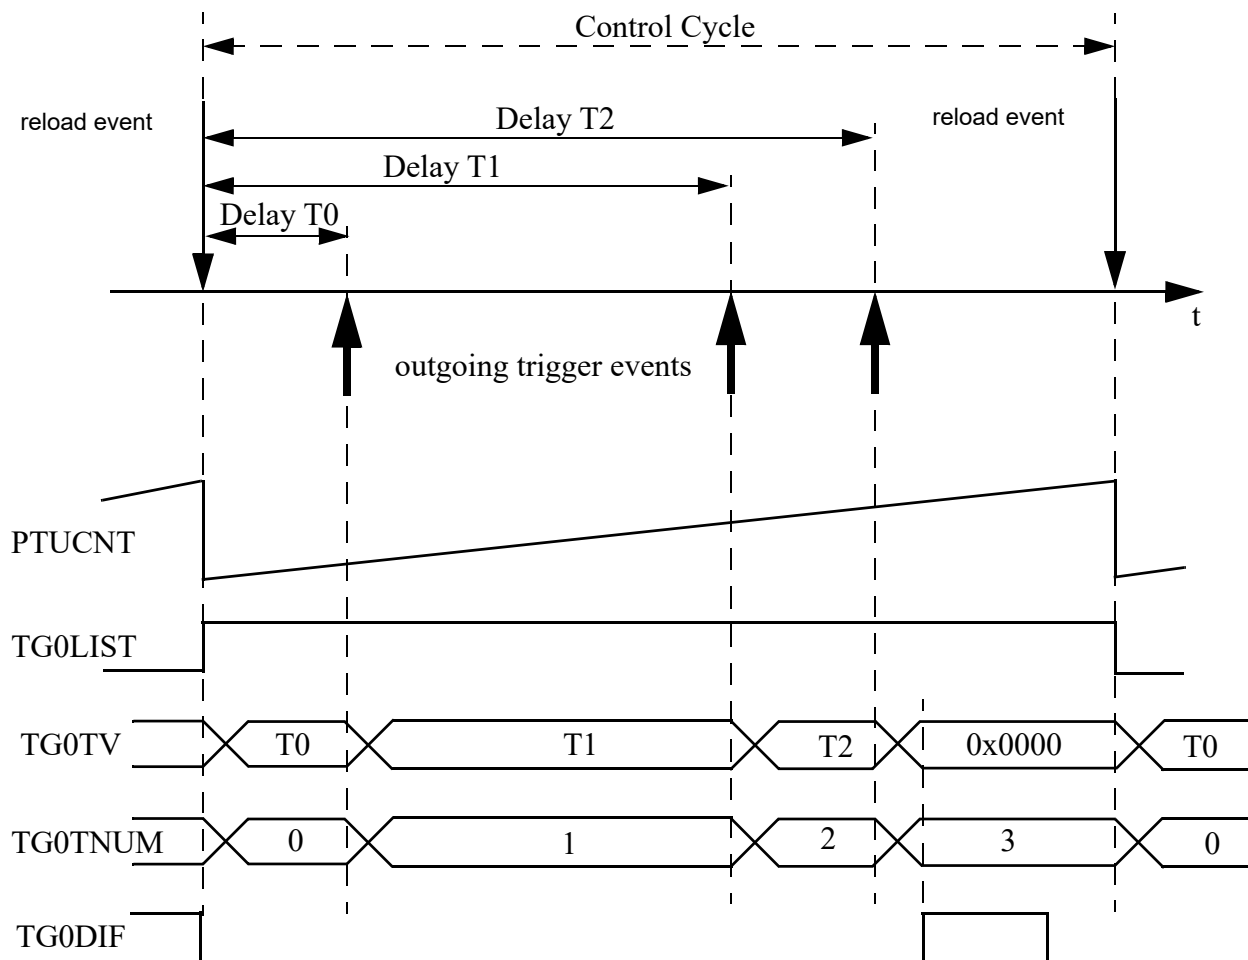 Control Cycle
reload event
Delay T2
reload event
Delay T1
Delay T0
t
outgoing trigger events
PTUCNT
TG0LIST
TG0TV
T0
T1
T2
0x0000
T0
TG0TNUM
0
1
2
3
0
TG0DIF